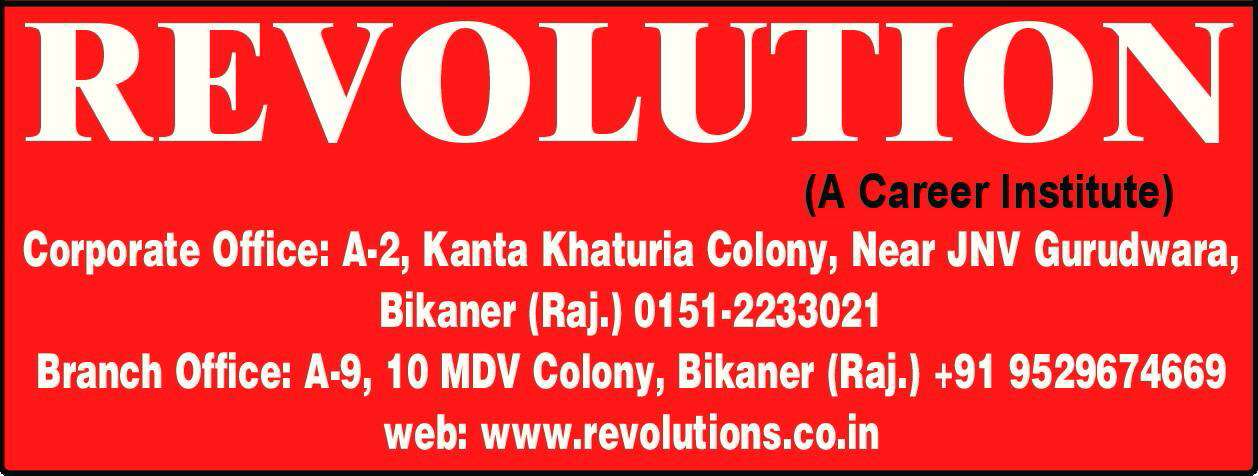 REVOLUTION
(A Career Institute)
Corporate Office: A-2, Kanta Khaturia Colony, Near JNV Gurudwara,
Bikaner (Raj.) 0151-2233021
Branch Office: A-9, 10 MDV Colony, Bikaner (Raj.) +91 9529674669
web: www.revolutions.co.in